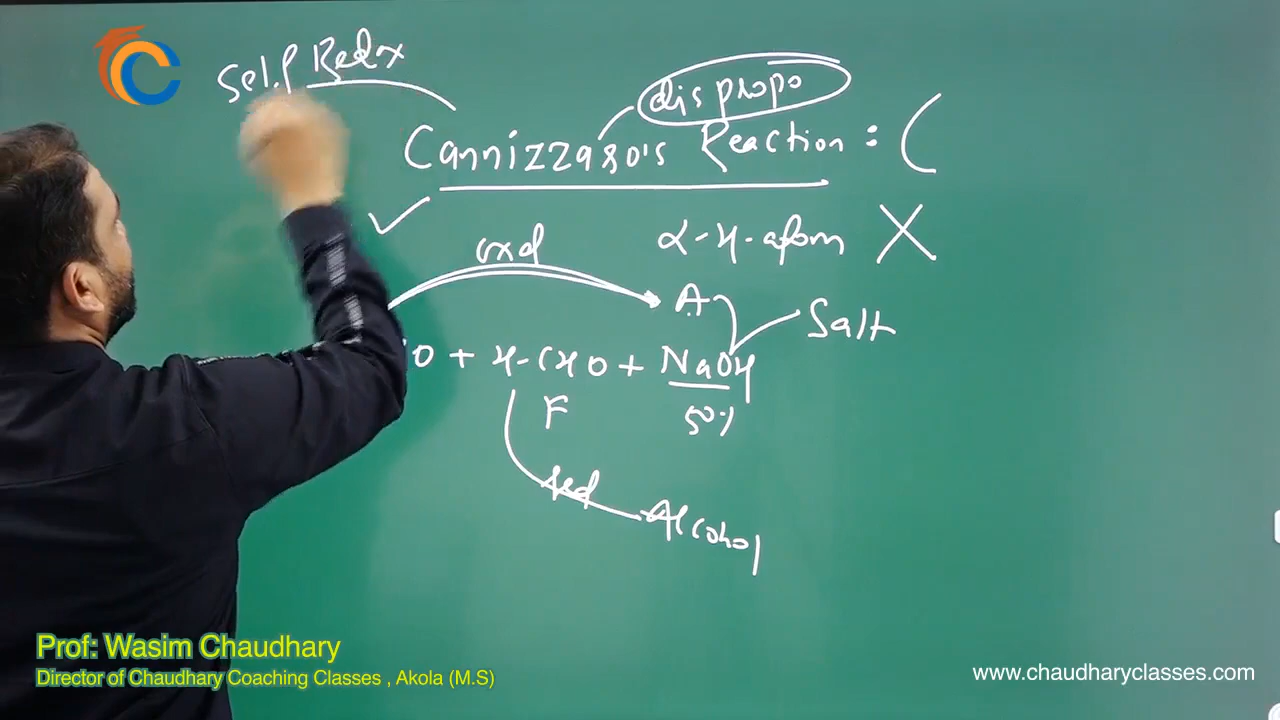 Self Redx
dispropo
Cannizzaro's Reaction : (
α-H-atom X
oxd
A
Salt
O + H-CHO + NaOH
F
50%
red
Alcohol
Prof: Wasim Chaudhary
Director of Chaudhary Coaching Classes , Akola (M.S)
www.chaudharyclasses.com